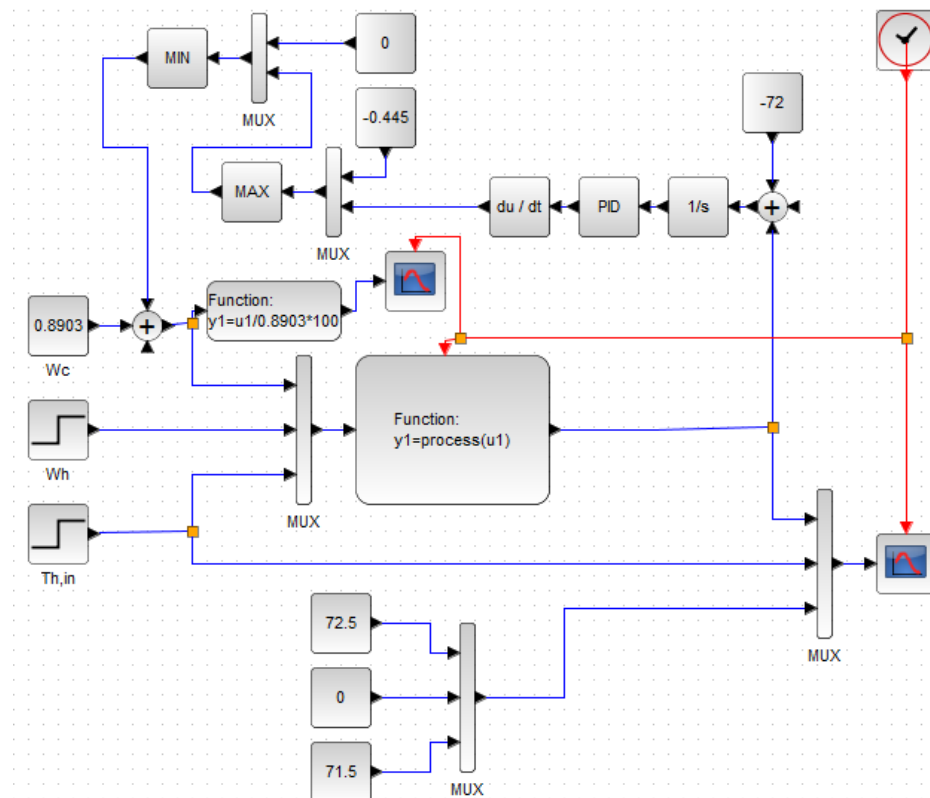 MIN
0
MUX
-0.445
-72
MAX
MUX
du / dt
PID
1/s
+
0.8903
+
Function:
y1=u1/0.8903*100
Wc
Function:
y1=process(u1)
Wh
MUX
Th,in
72.5
MUX
0
71.5
MUX